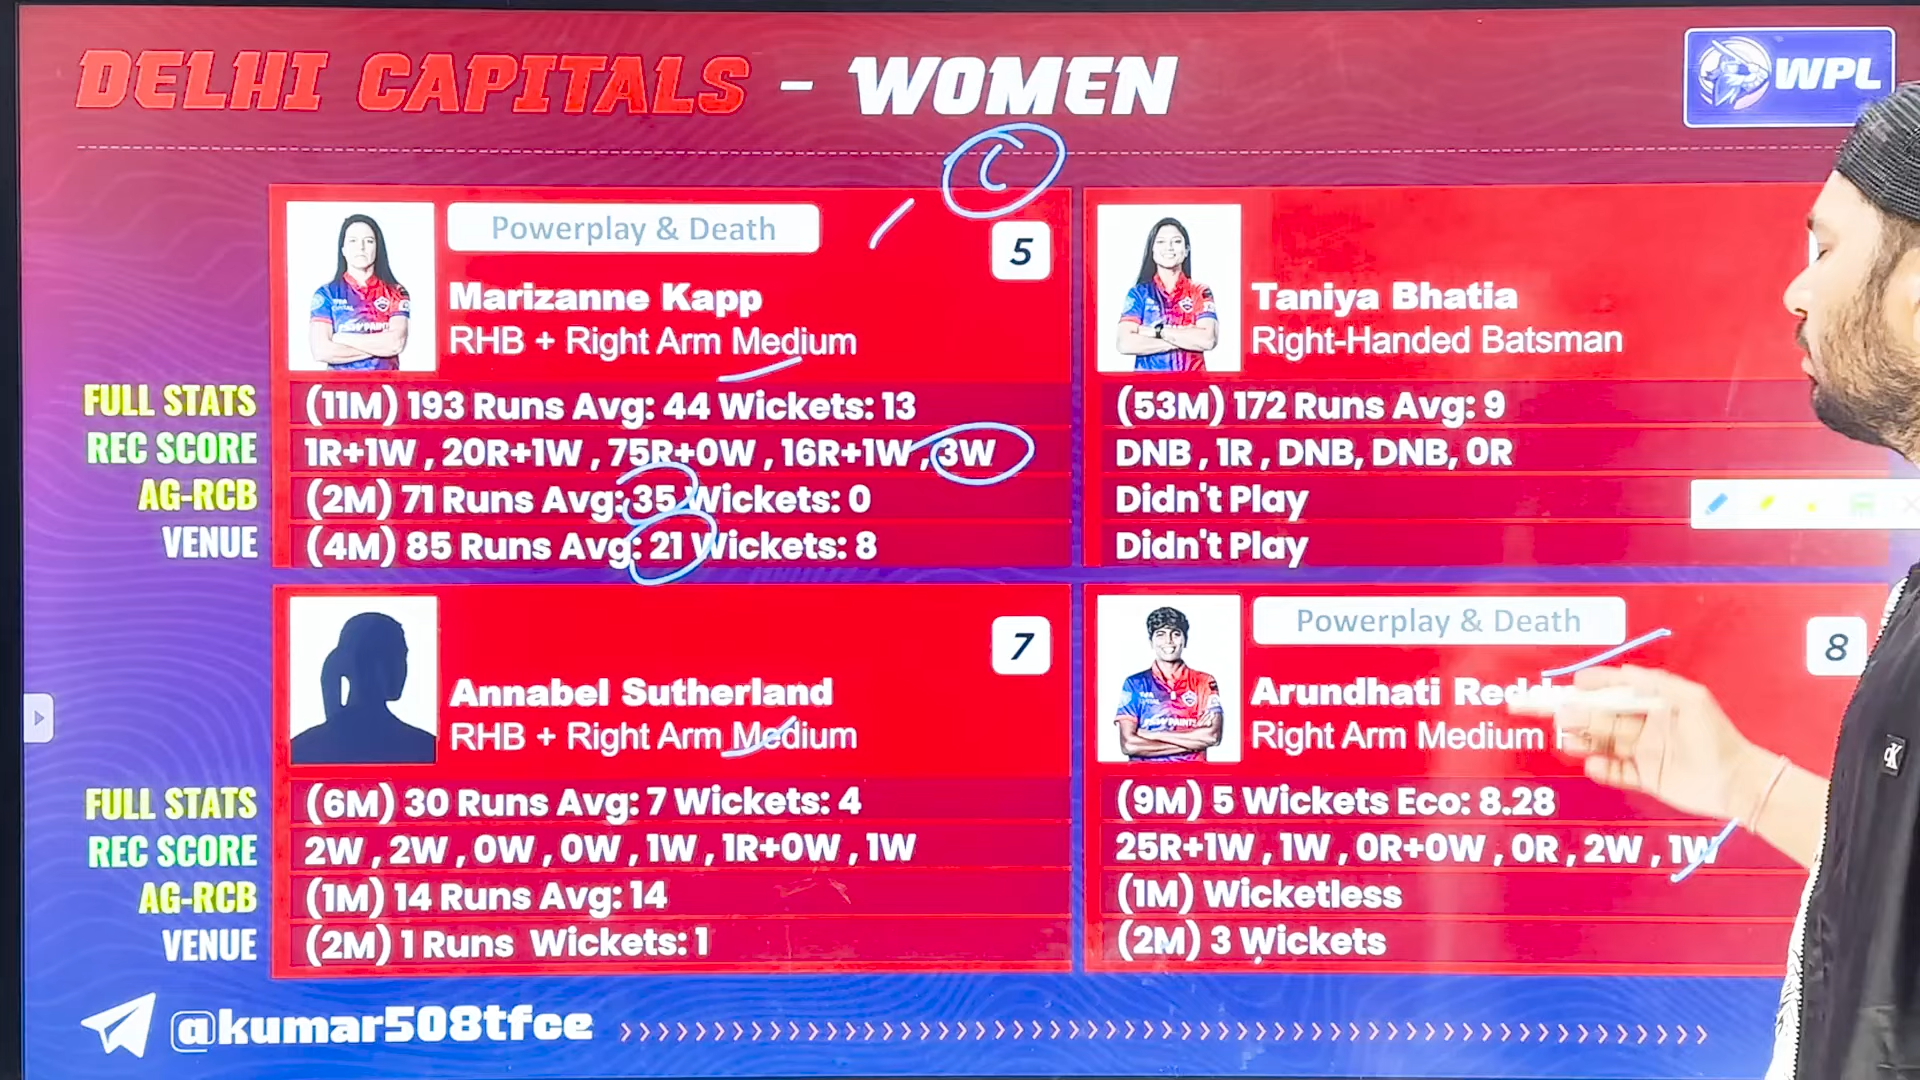 DELHI CAPITALS - WOMEN
WPL
C
Powerplay & Death
5
Marizanne Kapp
RHB + Right Arm Medium
FULL STATS (11M) 193 Runs Avg: 44 Wickets: 13
REC SCORE 1R+1W , 20R+1W , 75R+0W , 16R+1W , 3W
AG-RCB (2M) 71 Runs Avg: 35 Wickets: 0
VENUE (4M) 85 Runs Avg: 21 Wickets: 8
Taniya Bhatia
Right-Handed Batsman
(53M) 172 Runs Avg: 9
DNB , 1R , DNB, DNB, 0R
Didn't Play
Didn't Play
7
Annabel Sutherland
RHB + Right Arm Medium
FULL STATS (6M) 30 Runs Avg: 7 Wickets: 4
REC SCORE 2W , 2W , 0W , 0W , 1W , 1R+0W , 1W
AG-RCB (1M) 14 Runs Avg: 14
VENUE (2M) 1 Runs Wickets: 1
Powerplay & Death
8
Arundhati
Right Arm Medium
(9M) 5 Wickets Eco: 8.28
25R+1W , 1W , 0R+0W , 0R , 2W , 1W
(1M) Wicketless
(2M) 3 Wickets
CK
@kumar508tfce